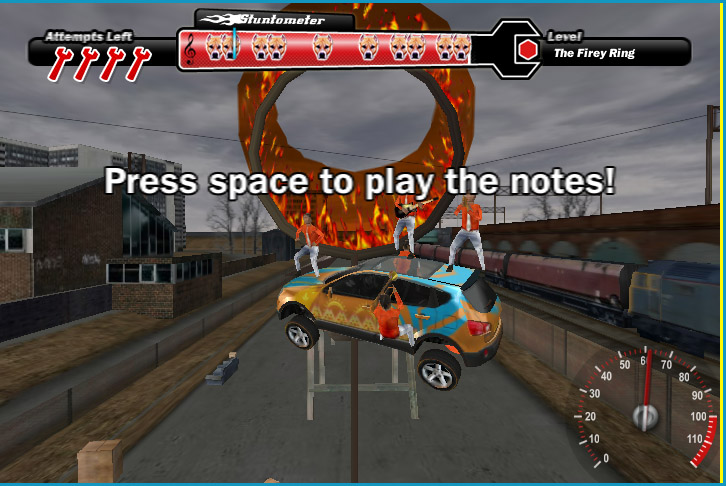 Stuntometer
Attempts Left
Level
The Firey Ring
Press space to play the notes!
0
10
20
30
40
50
60
70
80
90
100
110